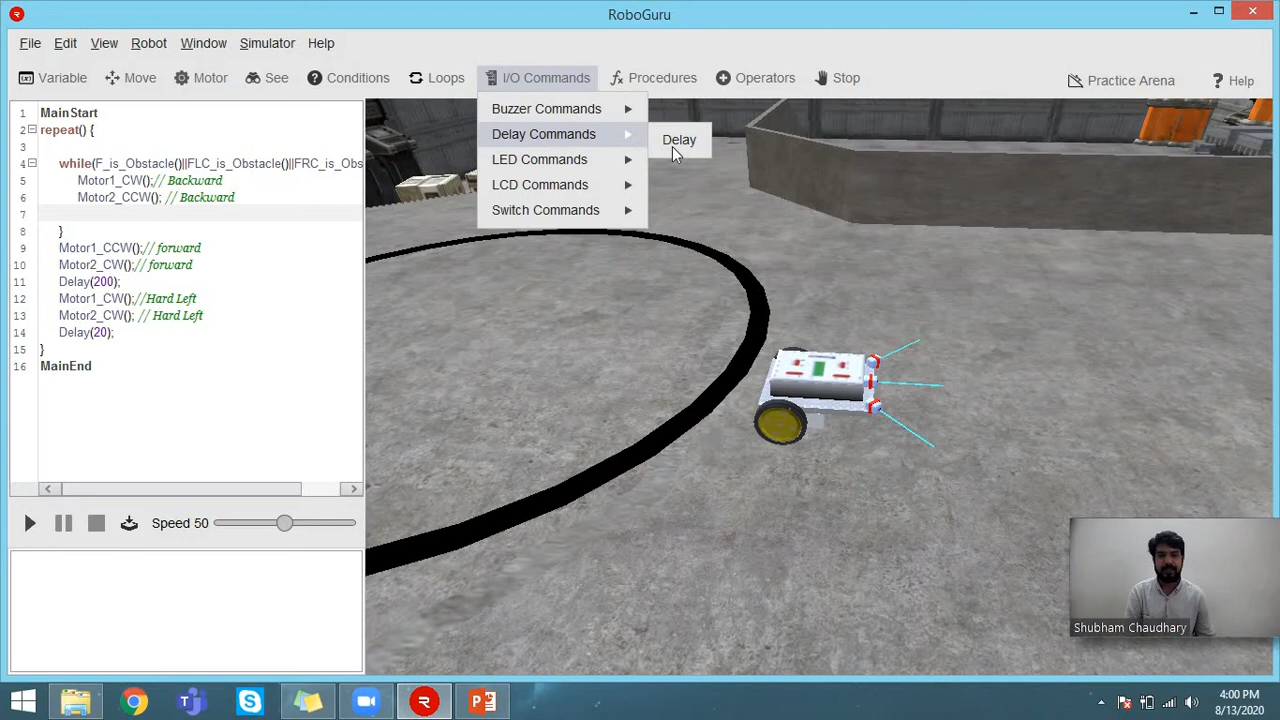 RoboGuru
File Edit View Robot Window Simulator Help
Variable Move Motor See Conditions Loops I/O Commands Procedures Operators Stop Practice Arena Help
Buzzer Commands
Delay Commands
Delay
LED Commands
LCD Commands
Switch Commands
1 MainStart
2 repeat() {
3
4 while(F_is_Obstacle()||FLC_is_Obstacle()||FRC_is_Obs
5 Motor1_CW();// Backward
6 Motor2_CCW(); // Backward
7
8 }
9 Motor1_CCW();// forward
10 Motor2_CW();// forward
11 Delay(200);
12 Motor1_CW();//Hard Left
13 Motor2_CW(); // Hard Left
14 Delay(20);
15 }
16 MainEnd
Speed 50
Shubham Chaudhary
4:00 PM
8/13/2020